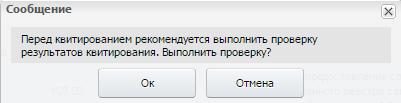 Сообщение
Перед квитированием рекомендуется выполнить проверку
результатов квитирования. Выполнить проверку?
Ок
Отмена